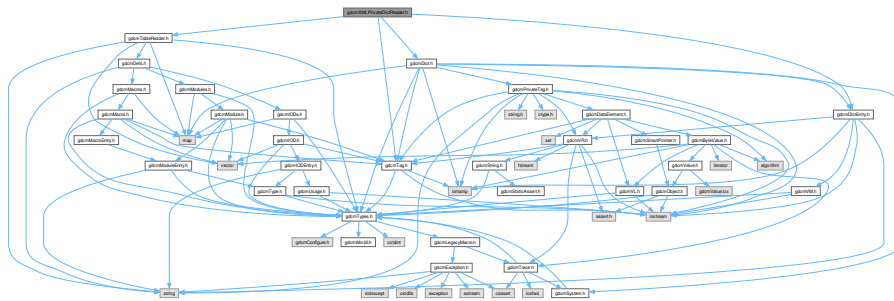 gdcmXMLPrivateDictReader.h
gdcmTableReader.h
gdcmDefs.h
gdcmDict.h
gdcmMacros.h
gdcmModules.h
gdcmPrivateTag.h
gdcmMacro.h
gdcmModule.h
gdcmIODs.h
string.h
ctype.h
gdcmDataElement.h
gdcmDictEntry.h
gdcmMacroEntry.h
map
gdcmIOD.h
set
gdcmVR.h
gdcmSmartPointer.h
gdcmByteValue.h
gdcmModuleEntry.h
vector
gdcmIODEntry.h
gdcmTag.h
gdcmString.h
fstream
gdcmValue.h
iterator
algorithm
gdcmType.h
gdcmUsage.h
iomanip
gdcmStaticAssert.h
gdcmVL.h
gdcmObject.h
gdcmValue.txx
gdcmVM.h
gdcmTypes.h
assert.h
iostream
gdcmConfigure.h
gdcmWin32.h
cstdint
gdcmLegacyMacro.h
gdcmException.h
gdcmTrace.h
string
stdexcept
cstdlib
exception
sstream
cassert
iosfwd
gdcmSystem.h